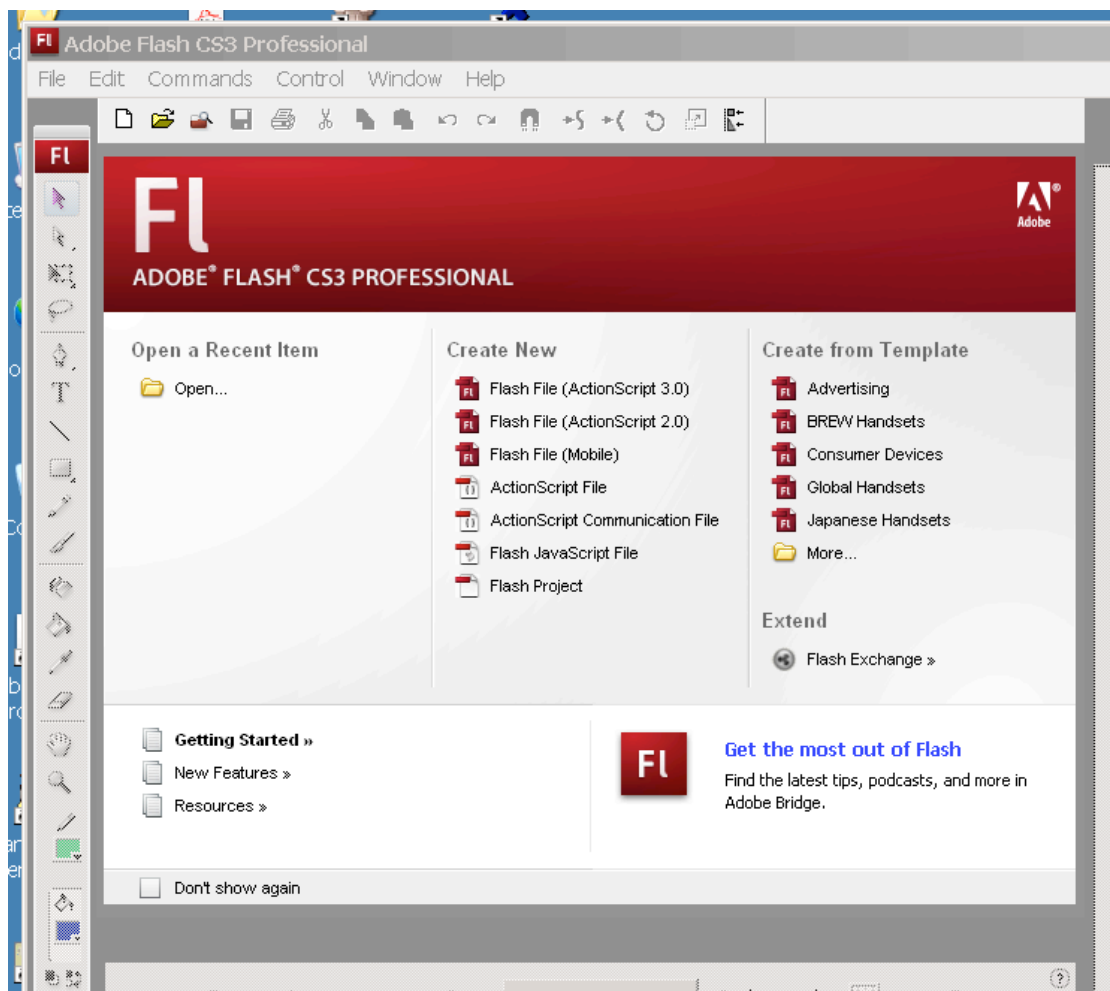 Fl Adobe Flash CS3 Professional
File Edit Commands Control Window Help
Fl
Fl
Adobe
ADOBE® FLASH® CS3 PROFESSIONAL
Open a Recent Item
Open...
Create New
Flash File (ActionScript 3.0)
Flash File (ActionScript 2.0)
Flash File (Mobile)
ActionScript File
ActionScript Communication File
Flash JavaScript File
Flash Project
Create from Template
Advertising
BREW Handsets
Consumer Devices
Global Handsets
Japanese Handsets
More...
Extend
Flash Exchange »
Getting Started »
New Features »
Resources »
Fl
Get the most out of Flash
Find the latest tips, podcasts, and more in
Adobe Bridge.
Don't show again